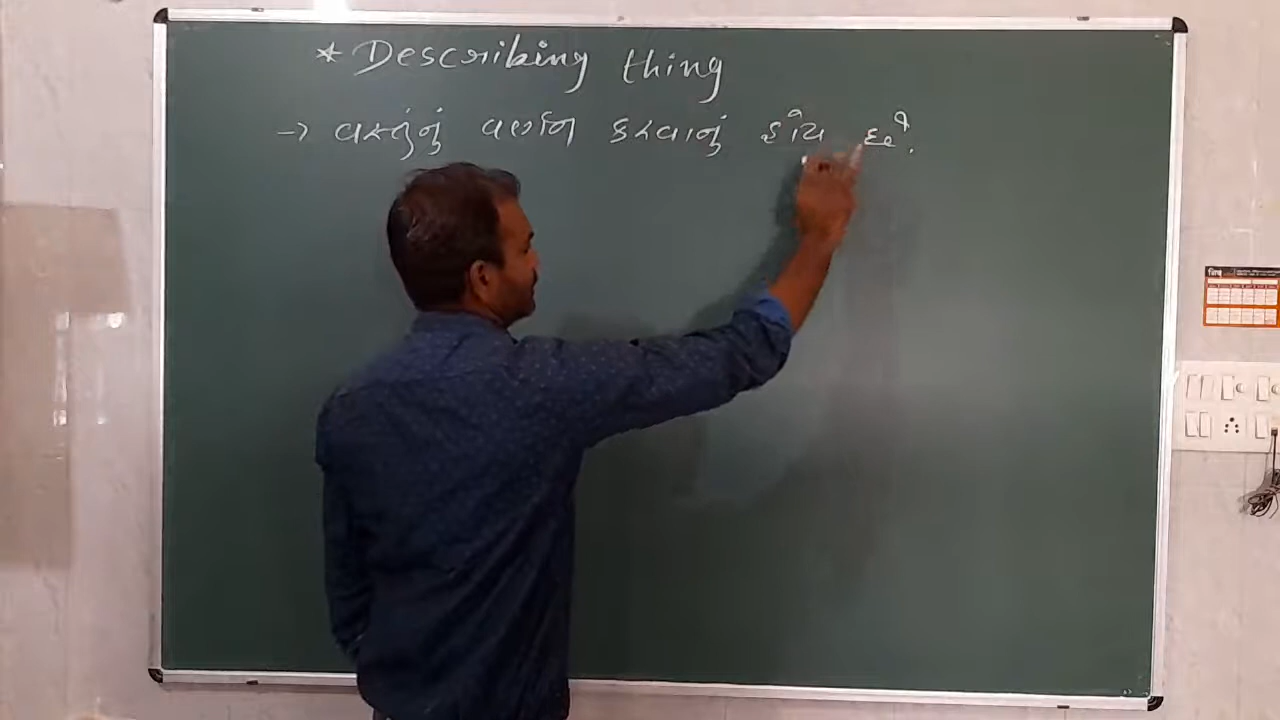 * Describing thing
→ વસ્તુનું વર્ણન કરવાનું હોય છે.